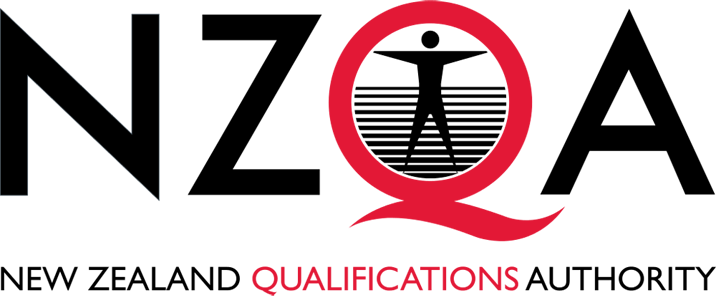 NZQA
NEW ZEALAND QUALIFICATIONS AUTHORITY